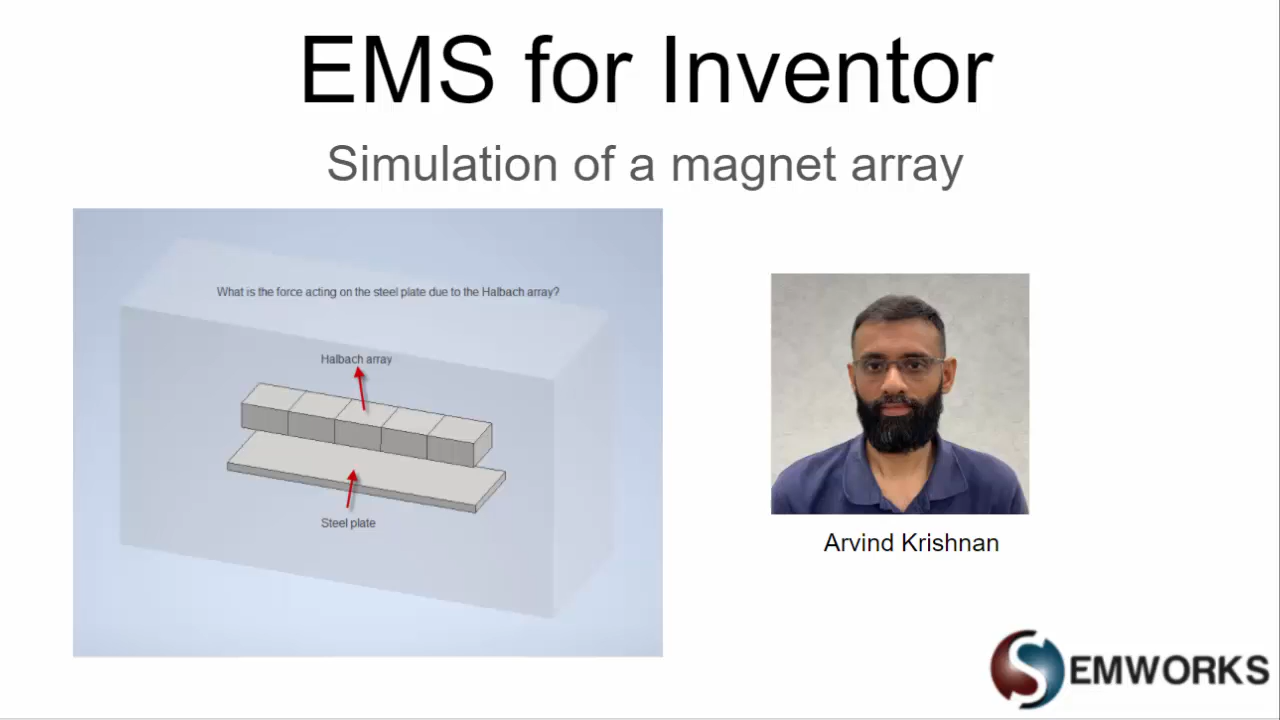 EMS for Inventor
Simulation of a magnet array
What is the force acting on the steel plate due to the Halbach array?
Halbach array
Steel plate
Arvind Krishnan
EMWORKS